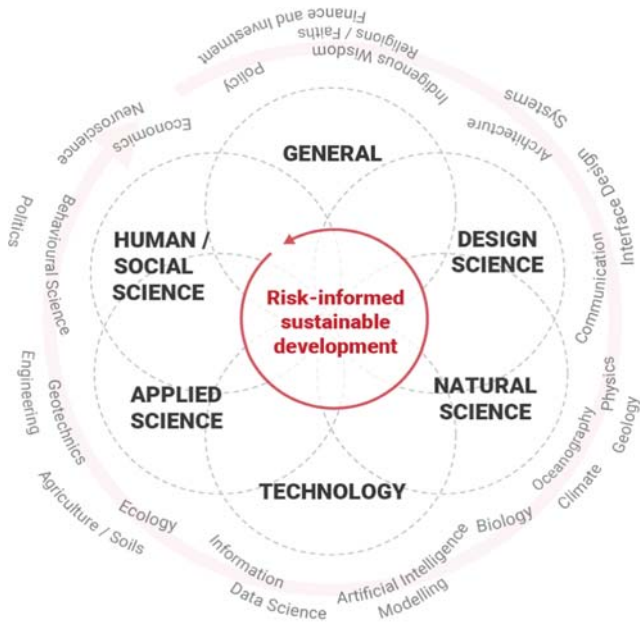 Finance and Investment
Religions / Faiths
Indigenous Wisdom
Policy
Systems
Architecture
Neuroscience
Economics
GENERAL
Interface Design
Communication
Politics
Behavioural Science
HUMAN /
SOCIAL
SCIENCE
DESIGN
SCIENCE
Risk-informed
sustainable
development
APPLIED
SCIENCE
NATURAL
SCIENCE
Physics
Geology
Oceanography
Climate
Biology
Engineering
Geotechnics
Agriculture / Soils
Ecology
TECHNOLOGY
Information
Data Science
Artificial Intelligence
Modelling